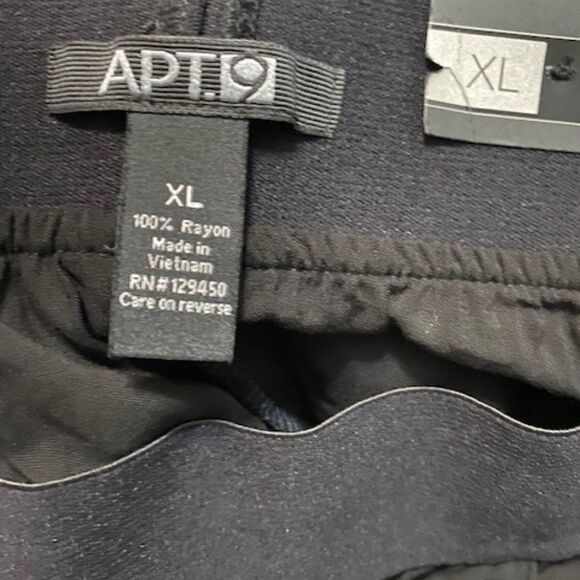 APT.9
XL
XL
100% Rayon
Made in
Vietnam
RN#129450
Care on reverse